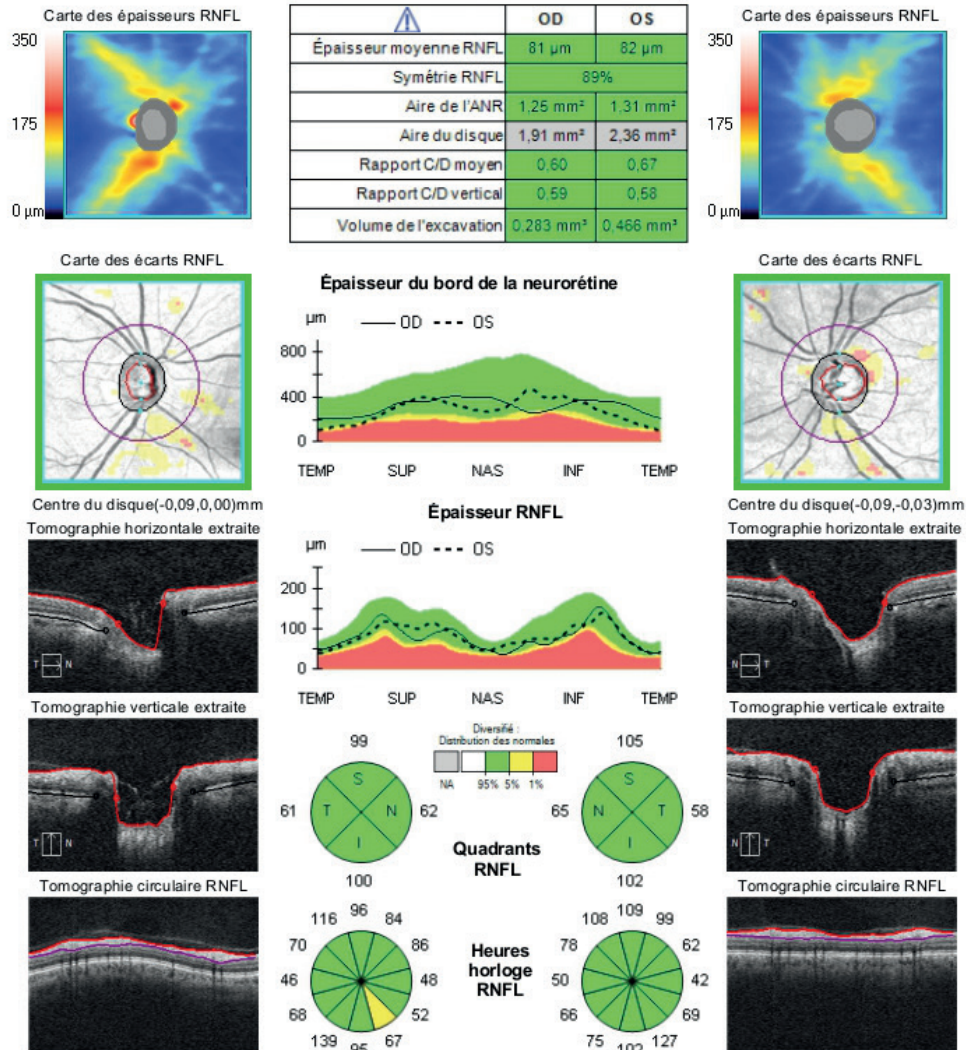 Carte des épaisseurs RNFL
350
175
0 µm
OD OS
Épaisseur moyenne RNFL 81 µm 82 µm
Symétrie RNFL 89%
Aire de l'ANR 1,25 mm² 1,31 mm²
Aire du disque 1,91 mm² 2,36 mm²
Rapport C/D moyen 0,60 0,67
Rapport C/D vertical 0,59 0,58
Volume de l'excavation 0,283 mm³ 0,466 mm³
Carte des épaisseurs RNFL
350
175
0 µm
Carte des écarts RNFL
Centre du disque(-0,09,0,00)mm
Épaisseur du bord de la neurorétine
µm OD OS
800
400
0
TEMP SUP NAS INF TEMP
Carte des écarts RNFL
Centre du disque(-0,09,-0,03)mm
Tomographie horizontale extraite
T N
Épaisseur RNFL
µm OD OS
200
100
0
TEMP SUP NAS INF TEMP
Tomographie horizontale extraite
N T
Tomographie verticale extraite
T N
Diversifié :
Distribution des normales
NA 95% 5% 1%
99
61 S T N I 62
100
Quadrants
RNFL
105
65 S N T I 58
102
Tomographie verticale extraite
N T
Tomographie circulaire RNFL
116 96 84
70 86
46 48
68 52
139 95 67
Heures
horloge
RNFL
108 109 99
78 62
50 42
66 69
75 102 127
Tomographie circulaire RNFL